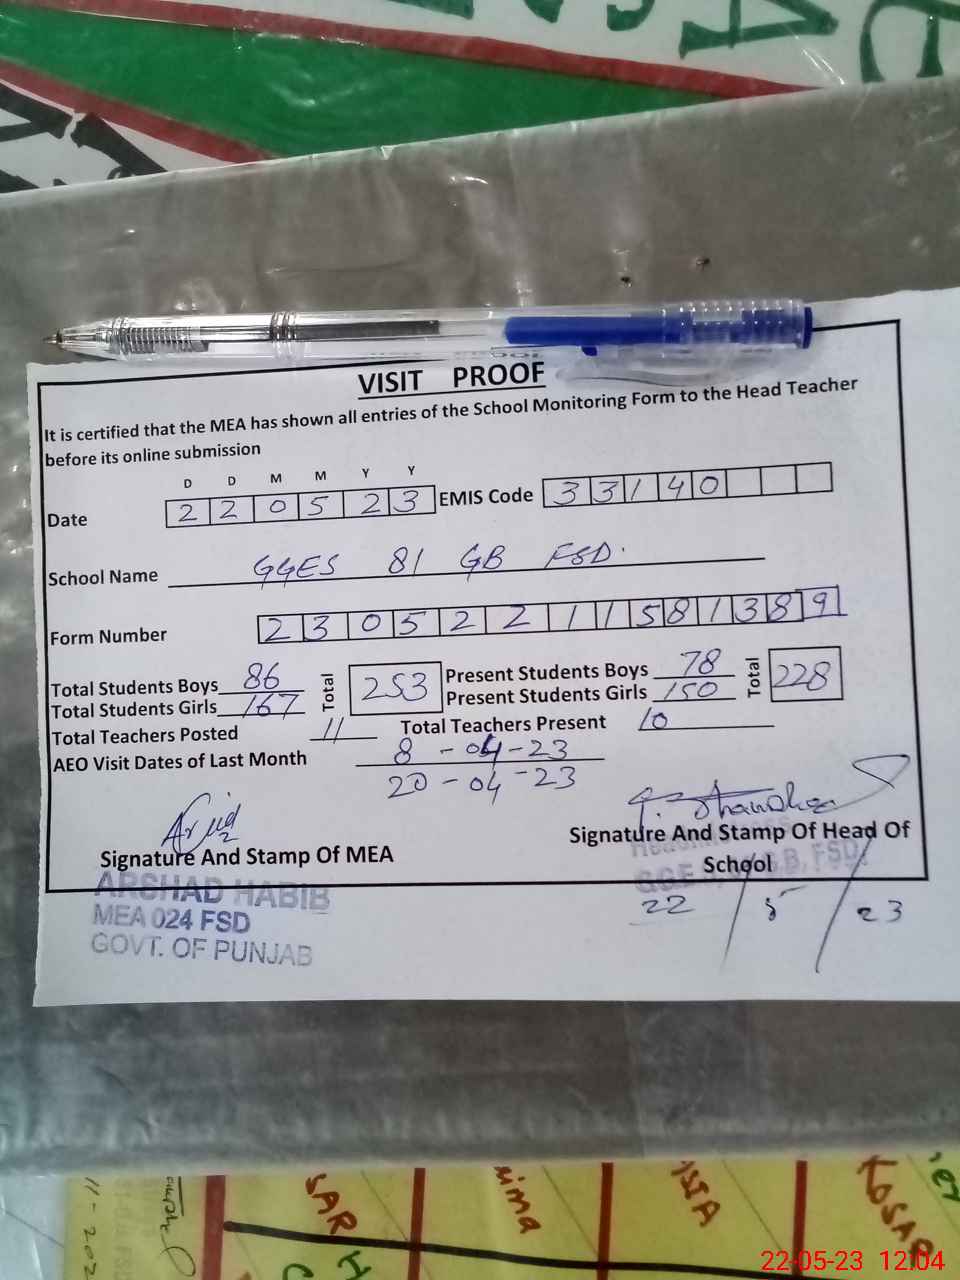 VISIT PROOF
It is certified that the MEA has shown all entries of the School Monitoring Form to the Head Teacher
before its online submission
D D M M Y Y
Date 2 2 0 5 2 3 EMIS Code 3 3 1 4 0
School Name GGES 81 GB FSD.
Form Number 2 3 0 5 2 2 1 1 5 8 1 3 8 9
Total Students Boys 86 Total 253 Present Students Boys 78 Total 228
Total Students Girls 167 Present Students Girls 150
Total Teachers Posted 11 Total Teachers Present 10
AEO Visit Dates of Last Month 8 - 04 - 23
20 - 04 - 23
Signature And Stamp Of MEA
Signature And Stamp Of Head Of
School
ARSHAD HABIB
MEA 024 FSD
GOVT. OF PUNJAB
22 / 5 / 23
KOSAR
22-05-23 12:04